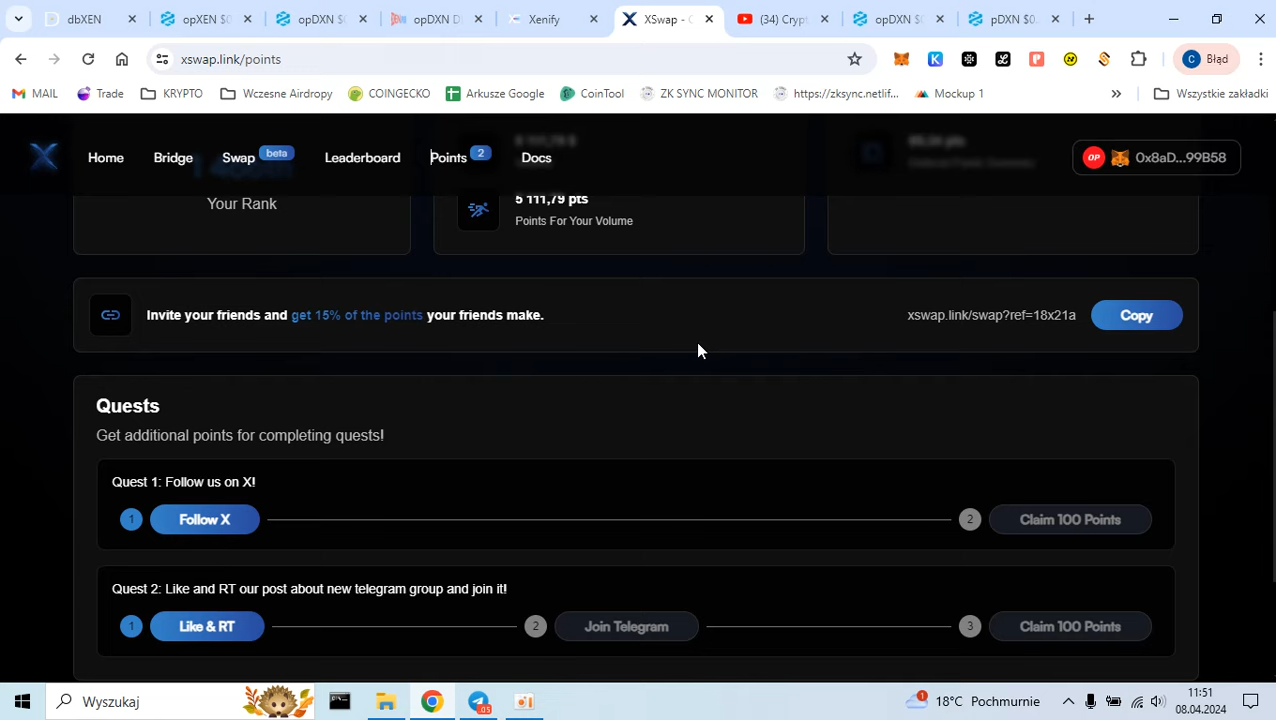 dbXEN
opXEN $0
opDXN $0
opDXN D
Xenify
XSwap -
(34) Cryp
opDXN $0.
pDXN $0.
xswap.link/points
Błąd
MAIL
Trade
KRYPTO
Wczesne Airdropy
COINGECKO
Arkusze Google
CoinTool
ZK SYNC MONITOR
https://zksync.netlif...
Mockup 1
»
Wszystkie zakładki
Home
Bridge
Swap
beta
Leaderboard
Points
2
Docs
OP
0x8aD...99B58
Your Rank
5 111,79 pts
Points For Your Volume
Invite your friends and get 15% of the points your friends make.
xswap.link/swap?ref=18x21a
Copy
Quests
Get additional points for completing quests!
Quest 1: Follow us on X!
1
Follow X
2
Claim 100 Points
Quest 2: Like and RT our post about new telegram group and join it!
1
Like & RT
2
Join Telegram
3
Claim 100 Points
Wyszukaj
18°C Pochmurnie
11:51
08.04.2024